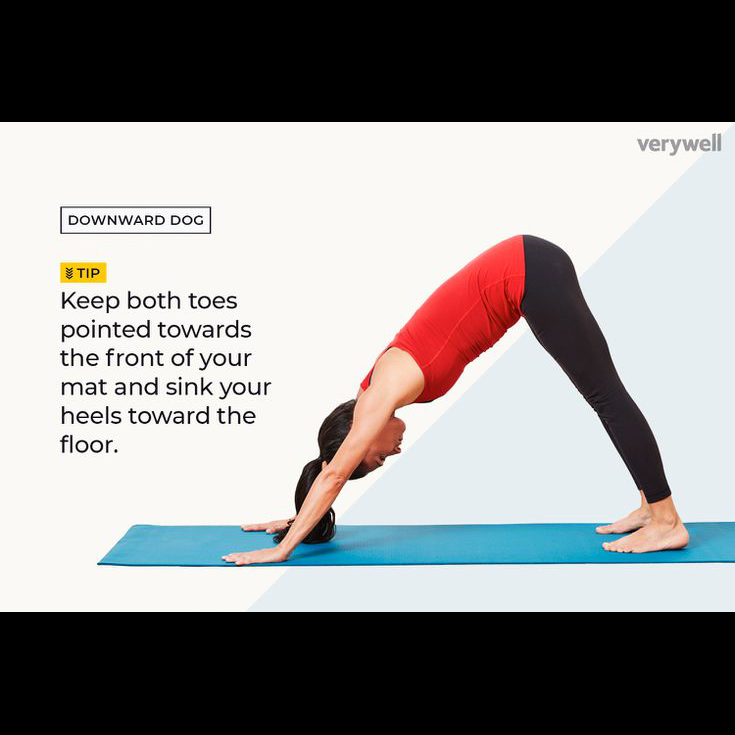 verywell
DOWNWARD DOG
TIP
Keep both toes
pointed towards
the front of your
mat and sink your
heels toward the
floor.